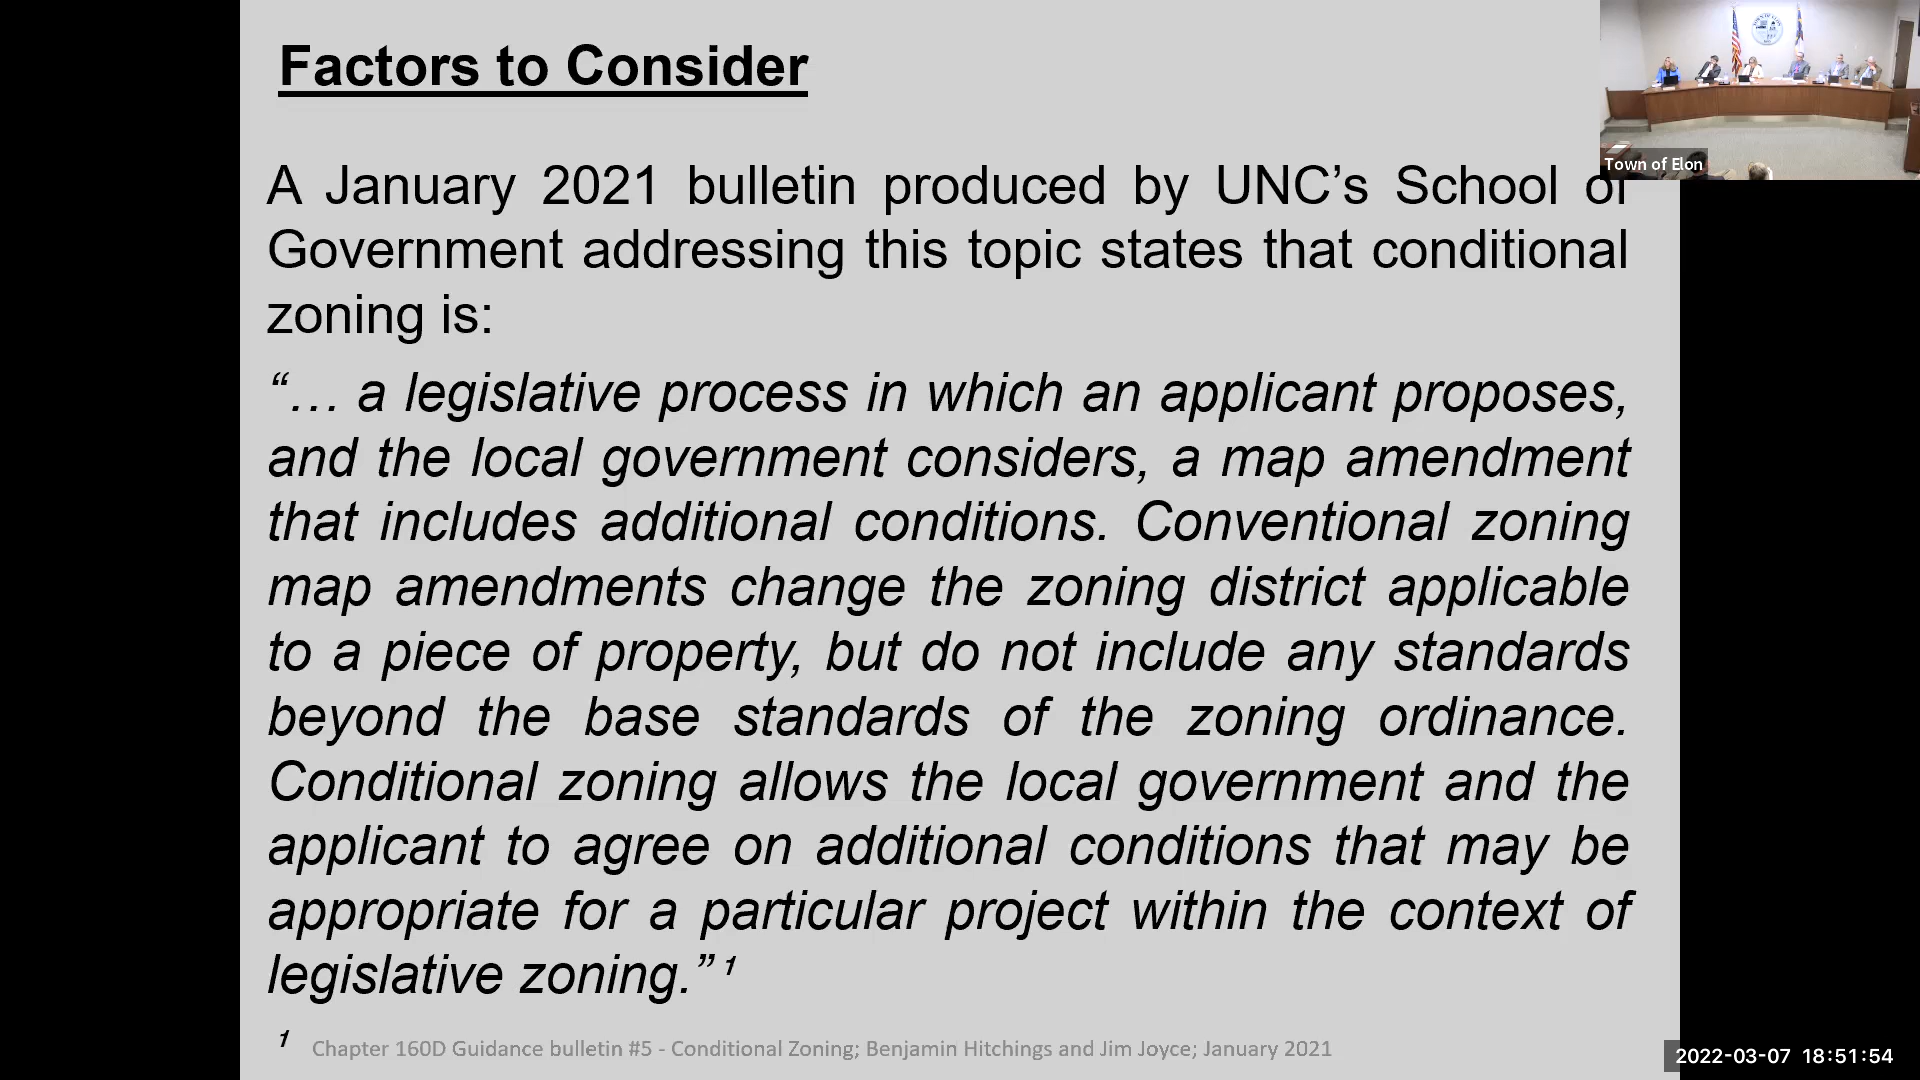 Factors to Consider
A January 2021 bulletin produced by UNC’s School of
Government addressing this topic states that conditional
zoning is:
“… a legislative process in which an applicant proposes,
and the local government considers, a map amendment
that includes additional conditions. Conventional zoning
map amendments change the zoning district applicable
to a piece of property, but do not include any standards
beyond the base standards of the zoning ordinance.
Conditional zoning allows the local government and the
applicant to agree on additional conditions that may be
appropriate for a particular project within the context of
legislative zoning.” 1
1 Chapter 160D Guidance bulletin #5 - Conditional Zoning; Benjamin Hitchings and Jim Joyce; January 2021
Town of Elon
2022-03-07 18:51:54